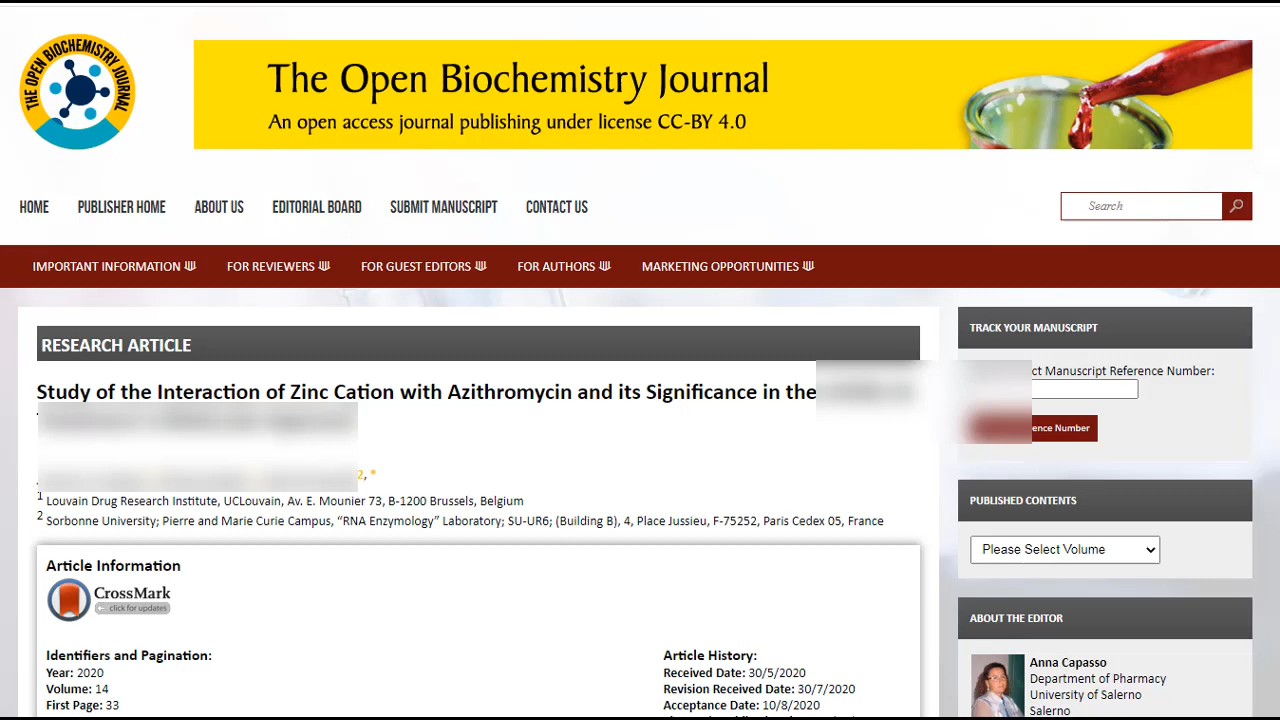 THE OPEN BIOCHEMISTRY JOURNAL
The Open Biochemistry Journal
An open access journal publishing under license CC-BY 4.0
HOME PUBLISHER HOME ABOUT US EDITORIAL BOARD SUBMIT MANUSCRIPT CONTACT US
Search
IMPORTANT INFORMATION FOR REVIEWERS FOR GUEST EDITORS FOR AUTHORS MARKETING OPPORTUNITIES
RESEARCH ARTICLE
Study of the Interaction of Zinc Cation with Azithromycin and its Significance in the
2, *
1 Louvain Drug Research Institute, UCLouvain, Av. E. Mounier 73, B-1200 Brussels, Belgium
2 Sorbonne University; Pierre and Marie Curie Campus, “RNA Enzymology” Laboratory; SU-UR6; (Building B), 4, Place Jussieu, F-75252, Paris Cedex 05, France
Article Information
CrossMark
click for updates
Identifiers and Pagination:
Year: 2020
Volume: 14
First Page: 33
Article History:
Received Date: 30/5/2020
Revision Received Date: 30/7/2020
Acceptance Date: 10/8/2020
TRACK YOUR MANUSCRIPT
Manuscript Reference Number:
Number
PUBLISHED CONTENTS
Please Select Volume
ABOUT THE EDITOR
Anna Capasso
Department of Pharmacy
University of Salerno
Salerno